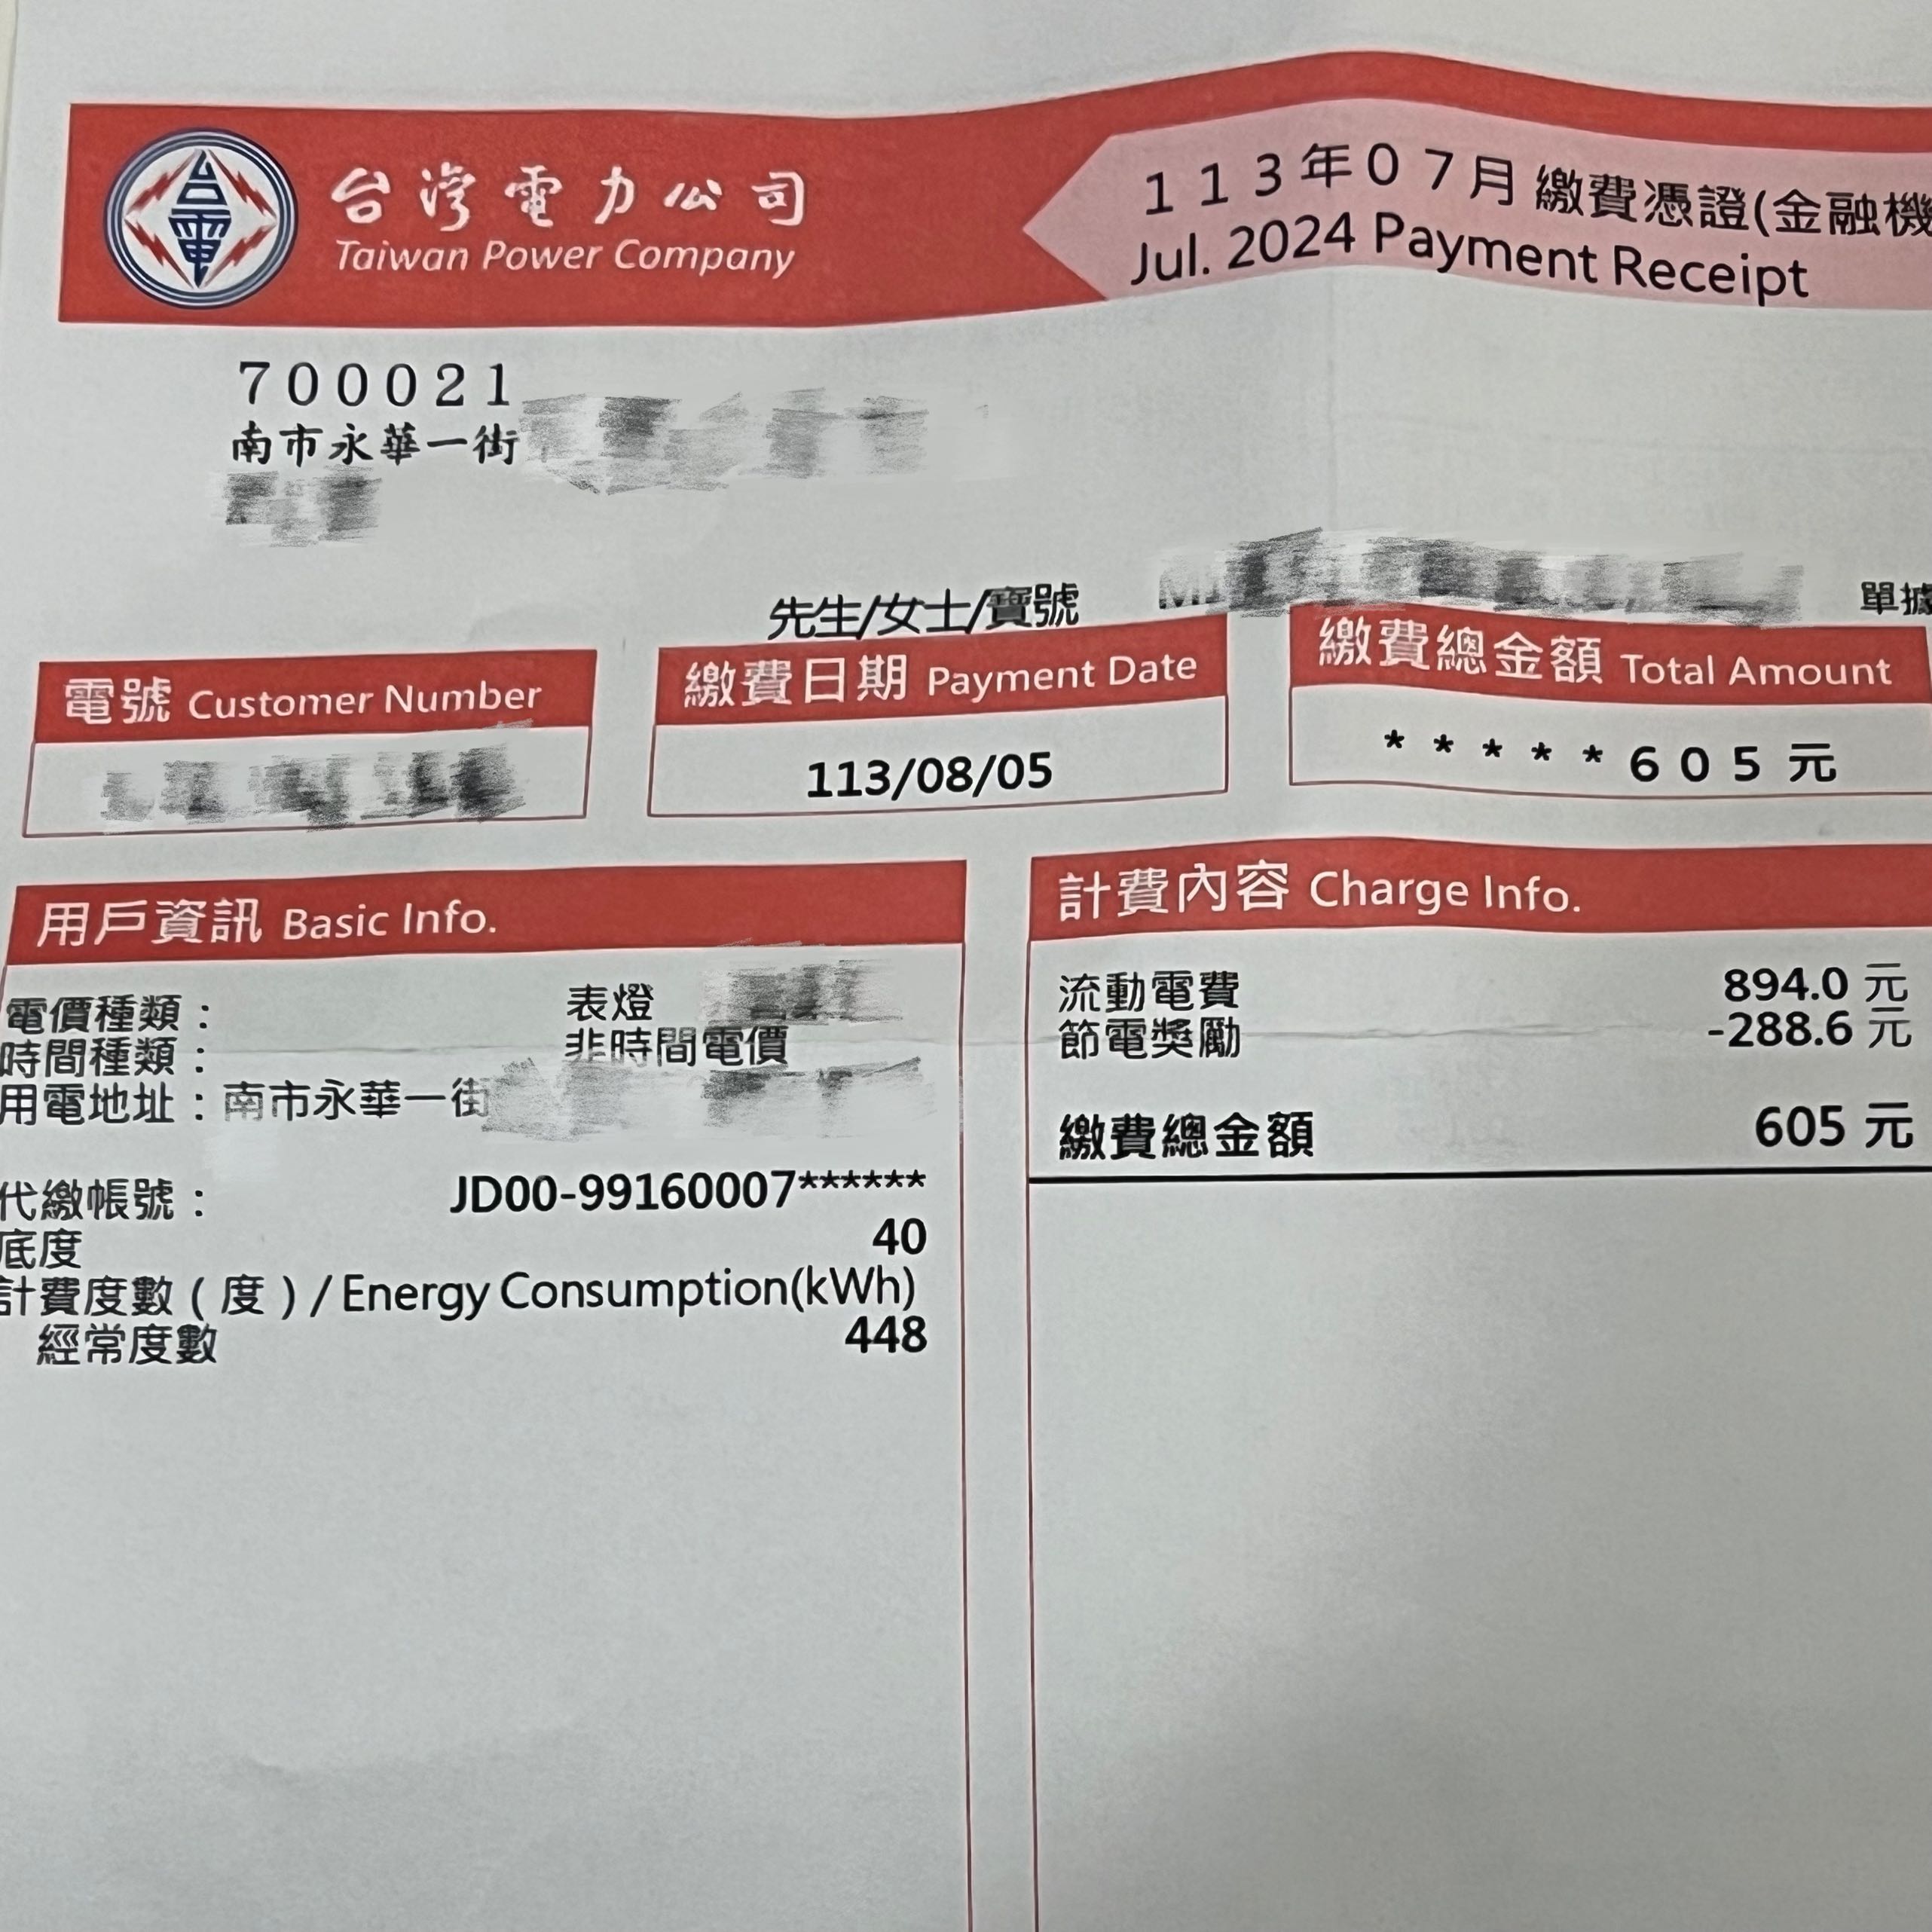 台電
台灣電力公司
Taiwan Power Company
113年07月繳費憑證(金融機
Jul. 2024 Payment Receipt
700021
南市永華一街
先生/女士/寶號
單據
電號 Customer Number
繳費日期 Payment Date
113/08/05
繳費總金額 Total Amount
*****605元
用戶資訊 Basic Info.
電價種類： 表燈
時間種類： 非時間電價
用電地址：南市永華一街
代繳帳號： JD00-99160007******
底度 40
計費度數(度)/Energy Consumption(kWh)
經常度數 448
計費內容 Charge Info.
流動電費 894.0 元
節電獎勵 -288.6 元
繳費總金額 605 元